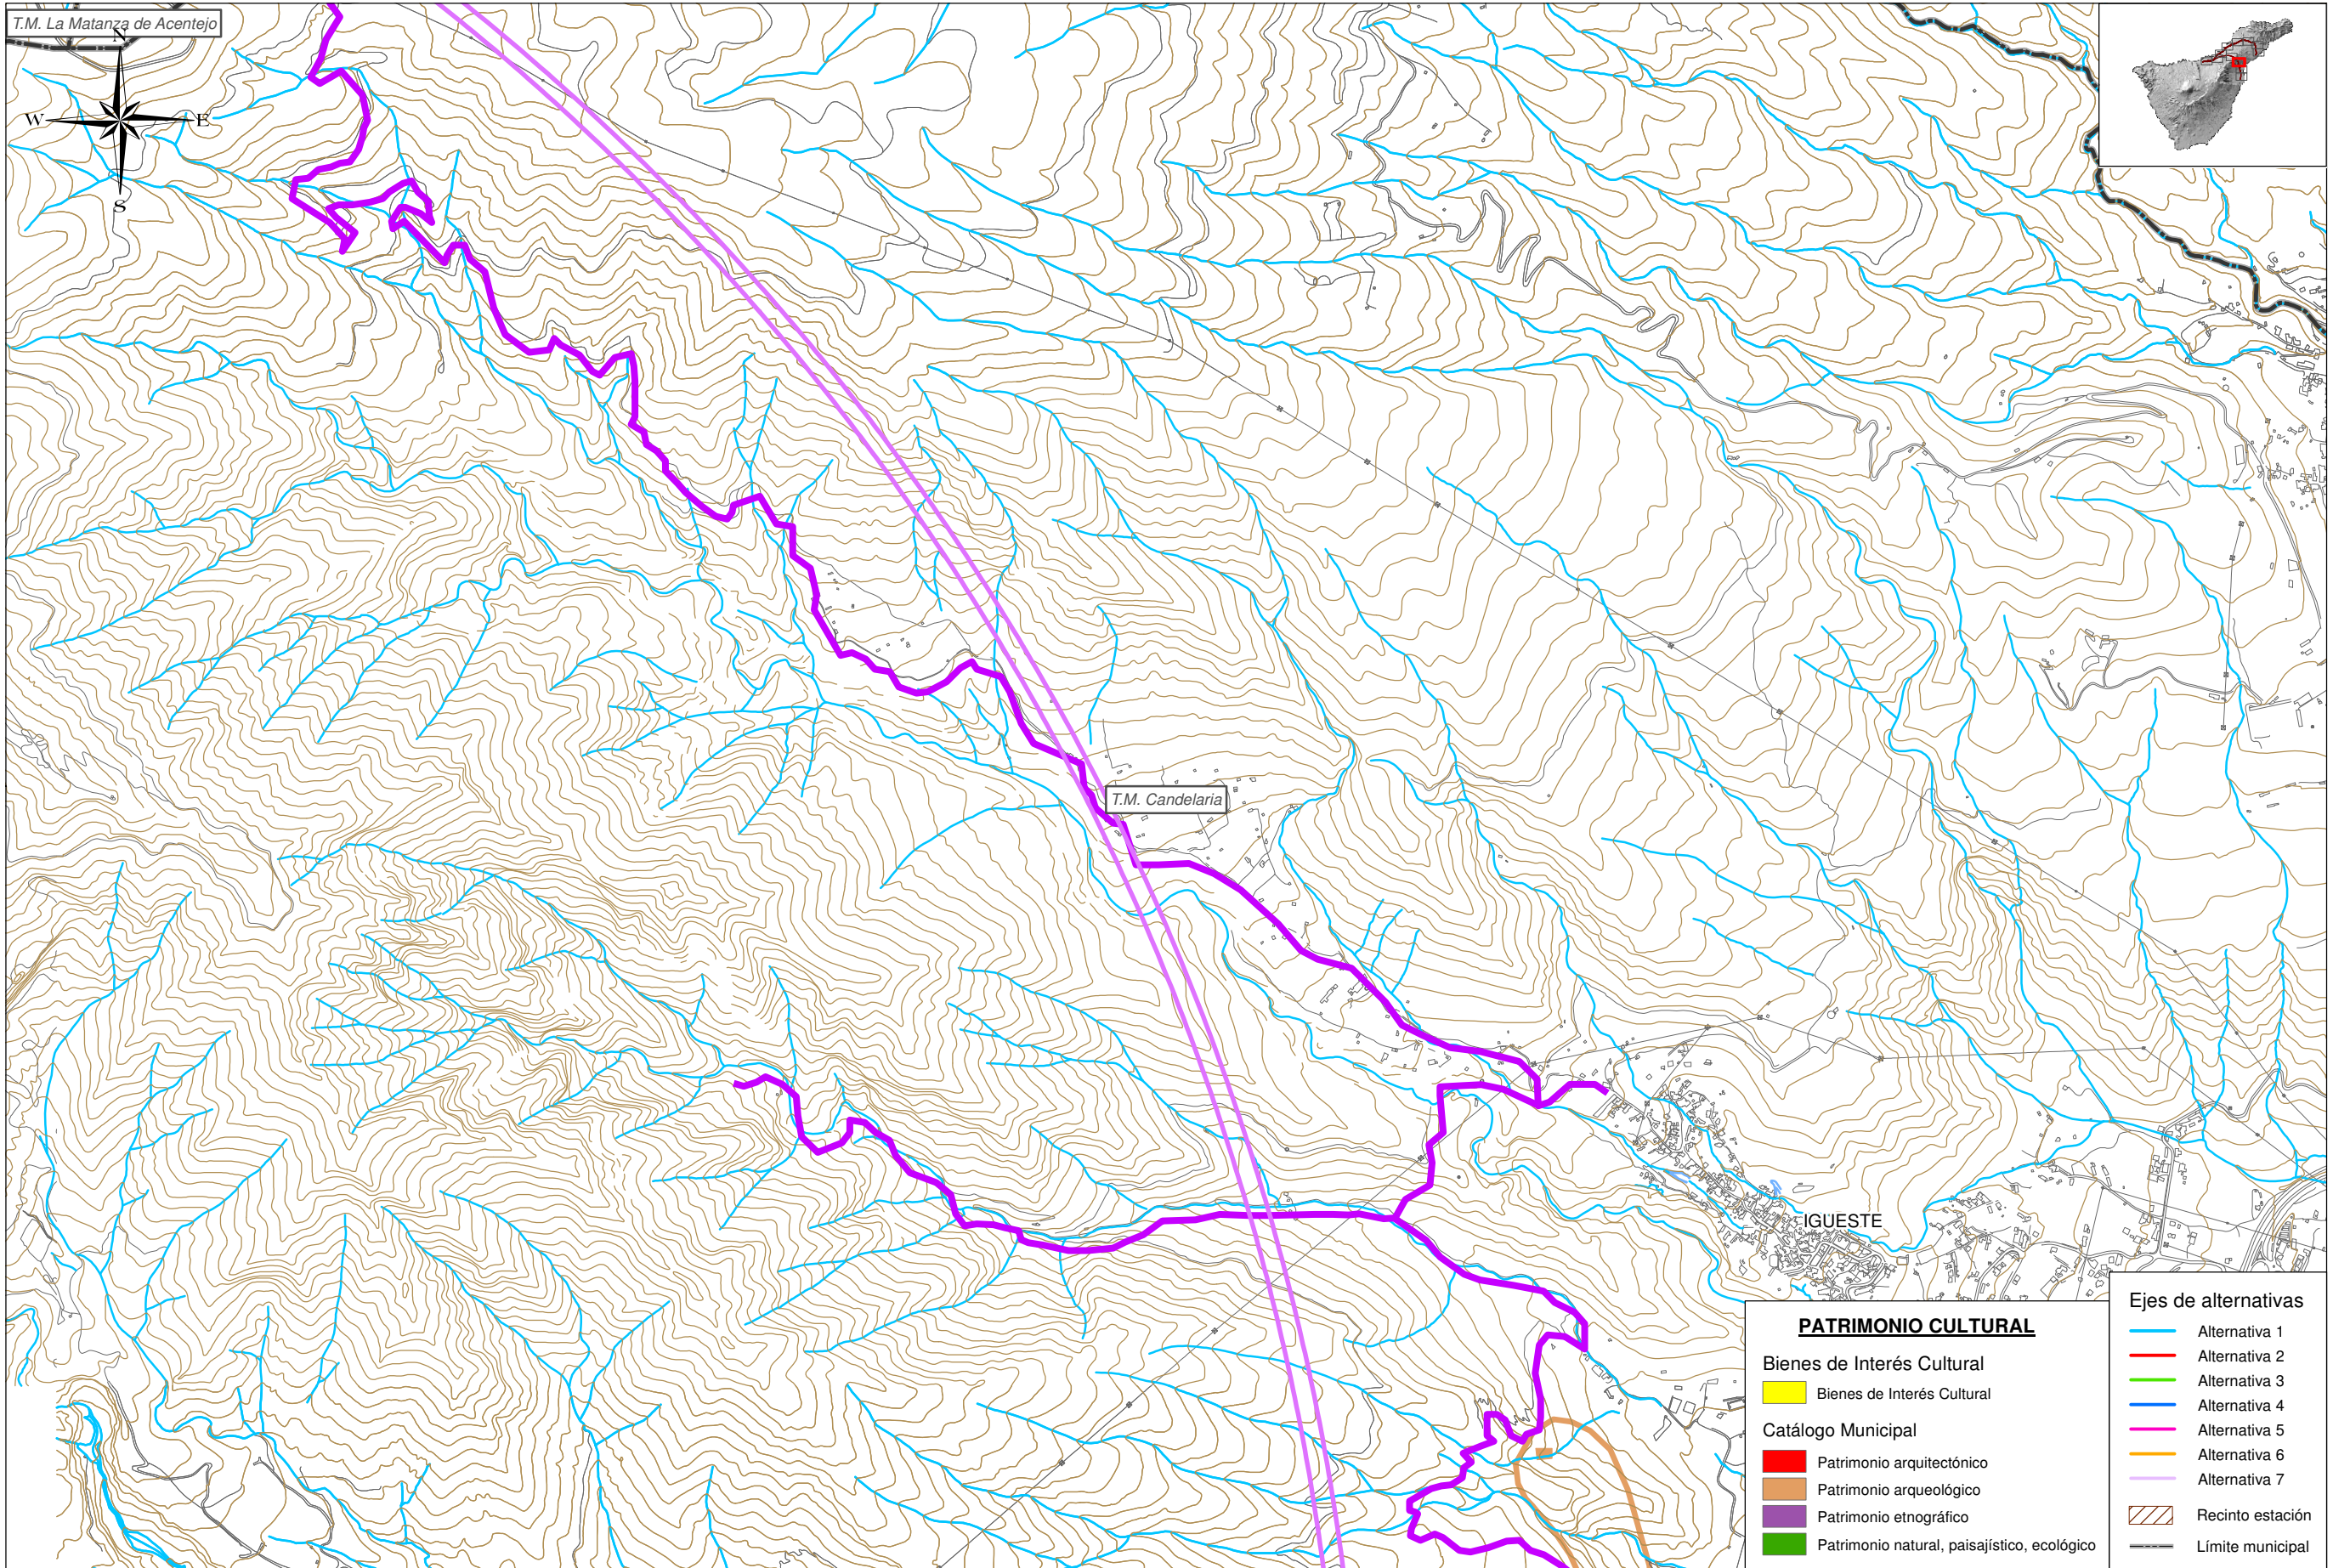 T.M. La Matanza de Acentejo
N
W
E
S
T.M. Candelaria
IGUESTE
PATRIMONIO CULTURAL
Bienes de Interés Cultural
Bienes de Interés Cultural
Catálogo Municipal
Patrimonio arquitectónico
Patrimonio arqueológico
Patrimonio etnográfico
Patrimonio natural, paisajístico, ecológico
Ejes de alternativas
Alternativa 1
Alternativa 2
Alternativa 3
Alternativa 4
Alternativa 5
Alternativa 6
Alternativa 7
Recinto estación
Límite municipal